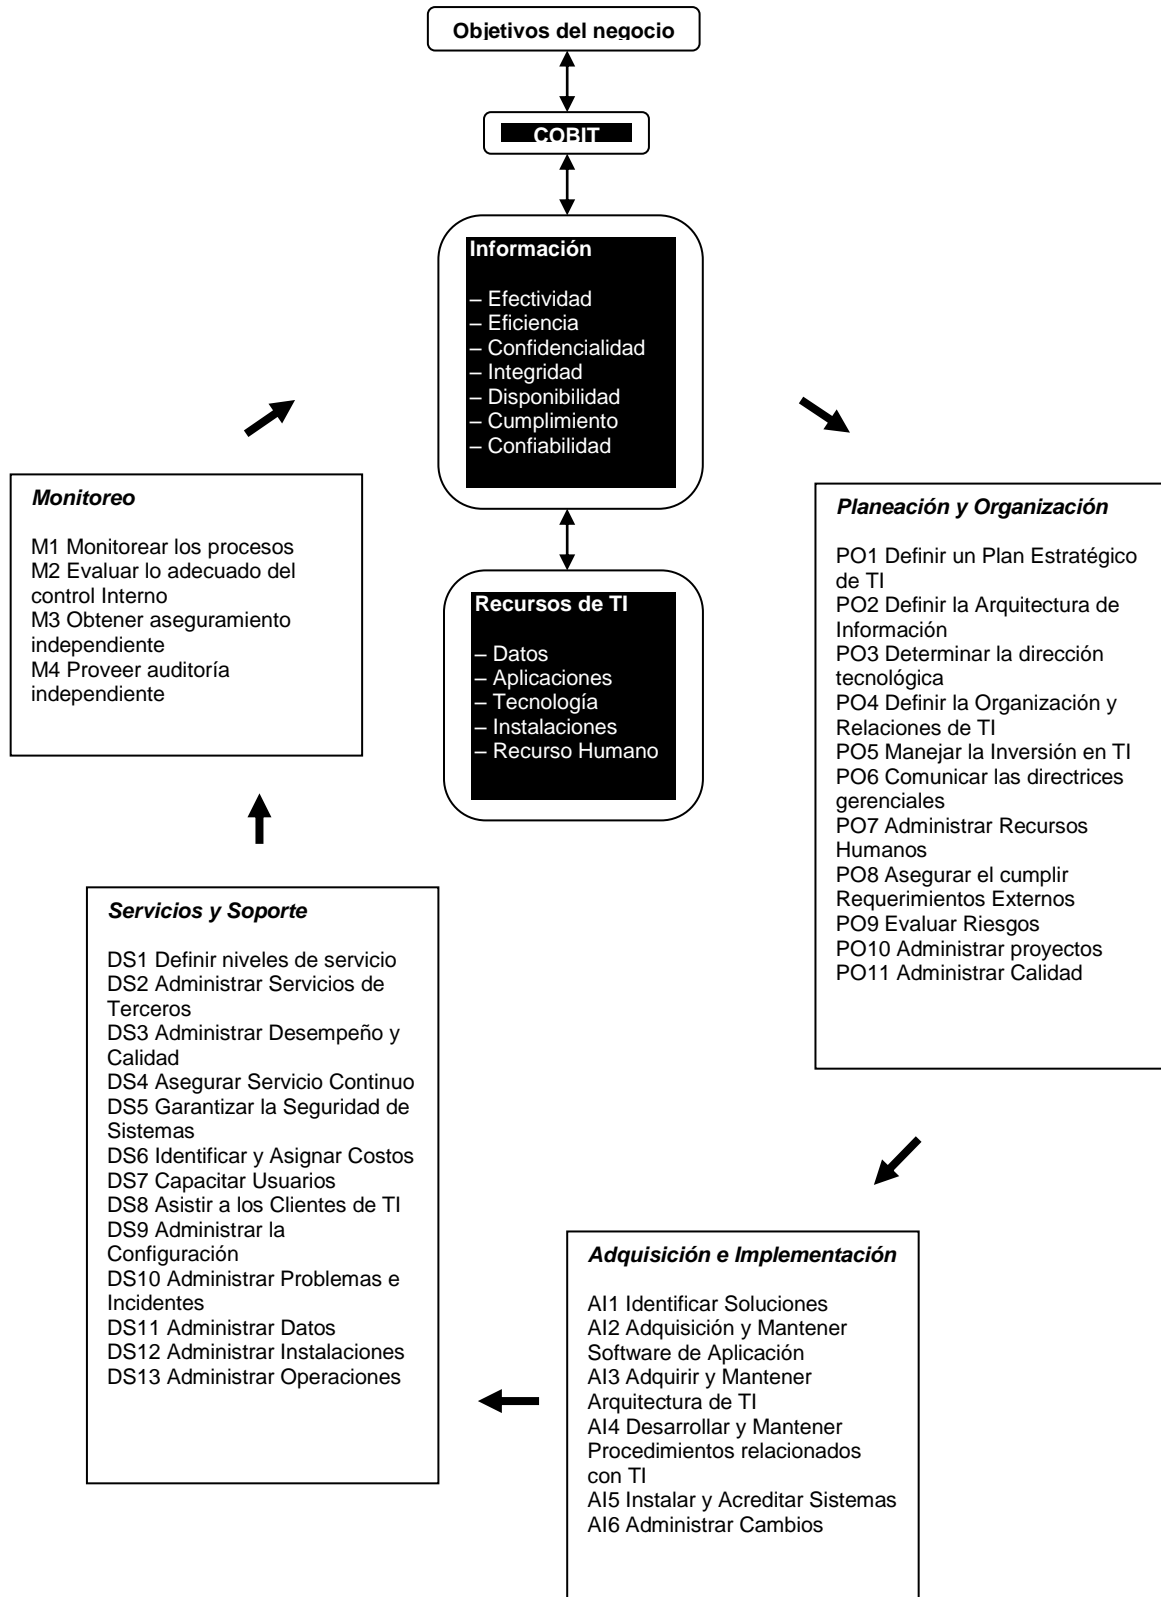 Objetivos del negocio
COBIT
Información
– Efectividad
– Eficiencia
– Confidencialidad
– Integridad
– Disponibilidad
– Cumplimiento
– Confiabilidad
Monitoreo
M1 Monitorear los procesos
M2 Evaluar lo adecuado del
control Interno
M3 Obtener aseguramiento
independiente
M4 Proveer auditoría
independiente
Recursos de TI
– Datos
– Aplicaciones
– Tecnología
– Instalaciones
– Recurso Humano
Planeación y Organización
PO1 Definir un Plan Estratégico
de TI
PO2 Definir la Arquitectura de
Información
PO3 Determinar la dirección
tecnológica
PO4 Definir la Organización y
Relaciones de TI
PO5 Manejar la Inversión en TI
PO6 Comunicar las directrices
gerenciales
PO7 Administrar Recursos
Humanos
PO8 Asegurar el cumplir
Requerimientos Externos
PO9 Evaluar Riesgos
PO10 Administrar proyectos
PO11 Administrar Calidad
Servicios y Soporte
DS1 Definir niveles de servicio
DS2 Administrar Servicios de
Terceros
DS3 Administrar Desempeño y
Calidad
DS4 Asegurar Servicio Continuo
DS5 Garantizar la Seguridad de
Sistemas
DS6 Identificar y Asignar Costos
DS7 Capacitar Usuarios
DS8 Asistir a los Clientes de TI
DS9 Administrar la
Configuración
DS10 Administrar Problemas e
Incidentes
DS11 Administrar Datos
DS12 Administrar Instalaciones
DS13 Administrar Operaciones
Adquisición e Implementación
AI1 Identificar Soluciones
AI2 Adquisición y Mantener
Software de Aplicación
AI3 Adquirir y Mantener
Arquitectura de TI
AI4 Desarrollar y Mantener
Procedimientos relacionados
con TI
AI5 Instalar y Acreditar Sistemas
AI6 Administrar Cambios